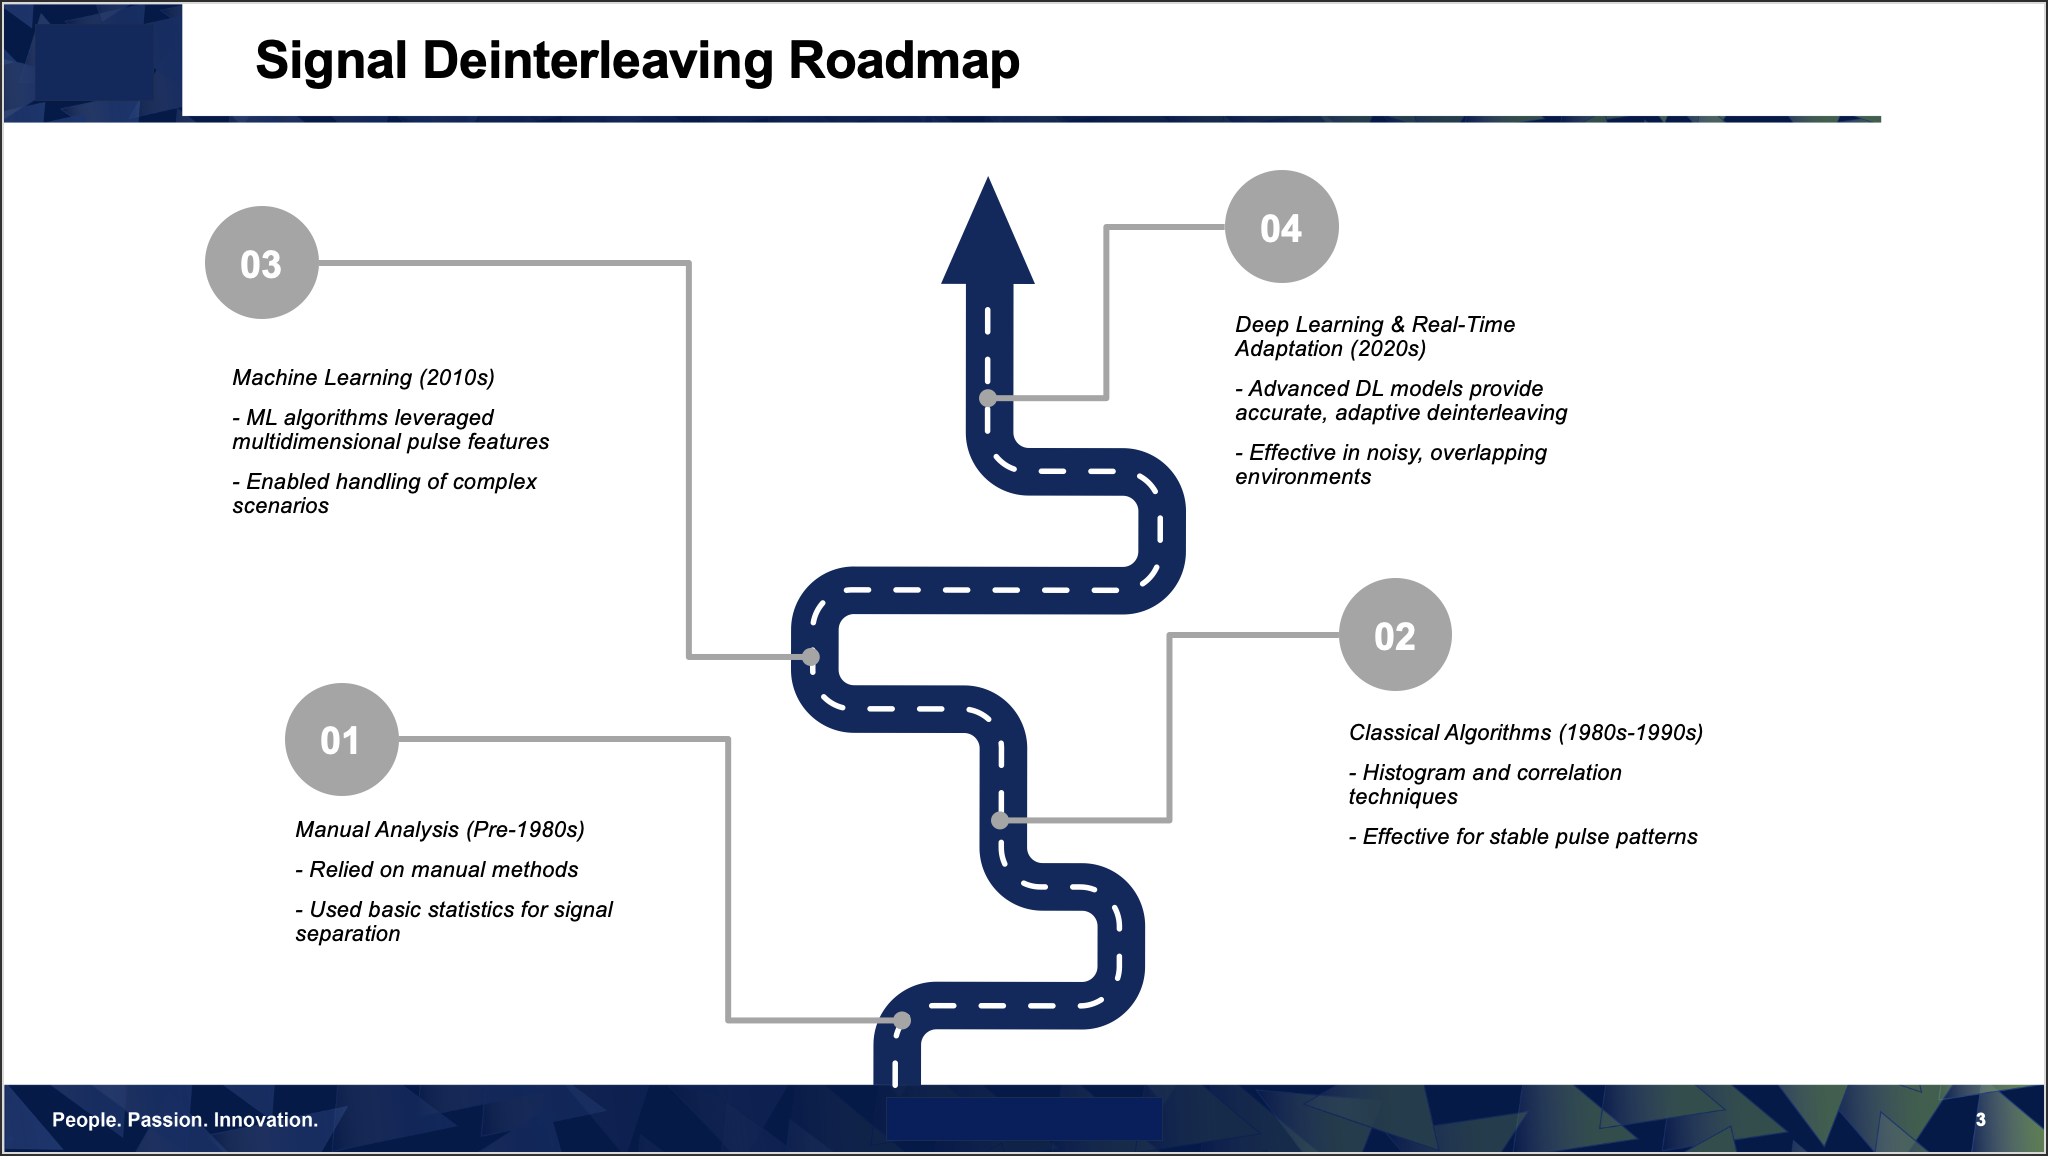 Signal Deinterleaving Roadmap
03
Machine Learning (2010s)
- ML algorithms leveraged
multidimensional pulse features
- Enabled handling of complex
scenarios
04
Deep Learning & Real-Time
Adaptation (2020s)
- Advanced DL models provide
accurate, adaptive deinterleaving
- Effective in noisy, overlapping
environments
01
Manual Analysis (Pre-1980s)
- Relied on manual methods
- Used basic statistics for signal
separation
02
Classical Algorithms (1980s-1990s)
- Histogram and correlation
techniques
- Effective for stable pulse patterns
People. Passion. Innovation.
3